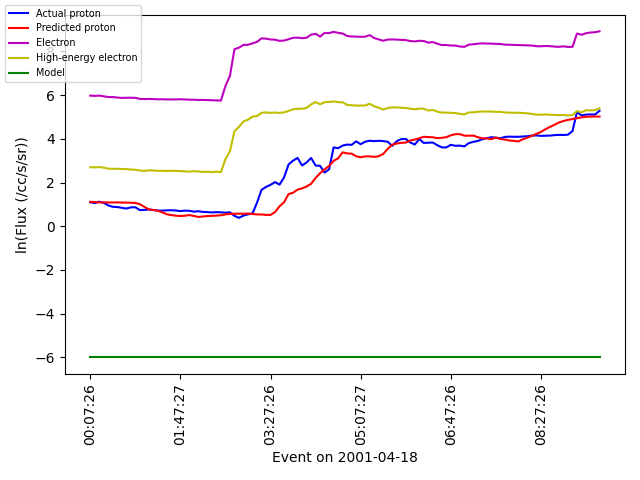 Actual proton
Predicted proton
Electron
High-energy electron
Model
ln(Flux (/cc/s/sr))
8
6
4
2
0
−2
−4
−6
00:07:26
01:47:27
03:27:26
05:07:27
06:47:26
08:27:26
Event on 2001-04-18